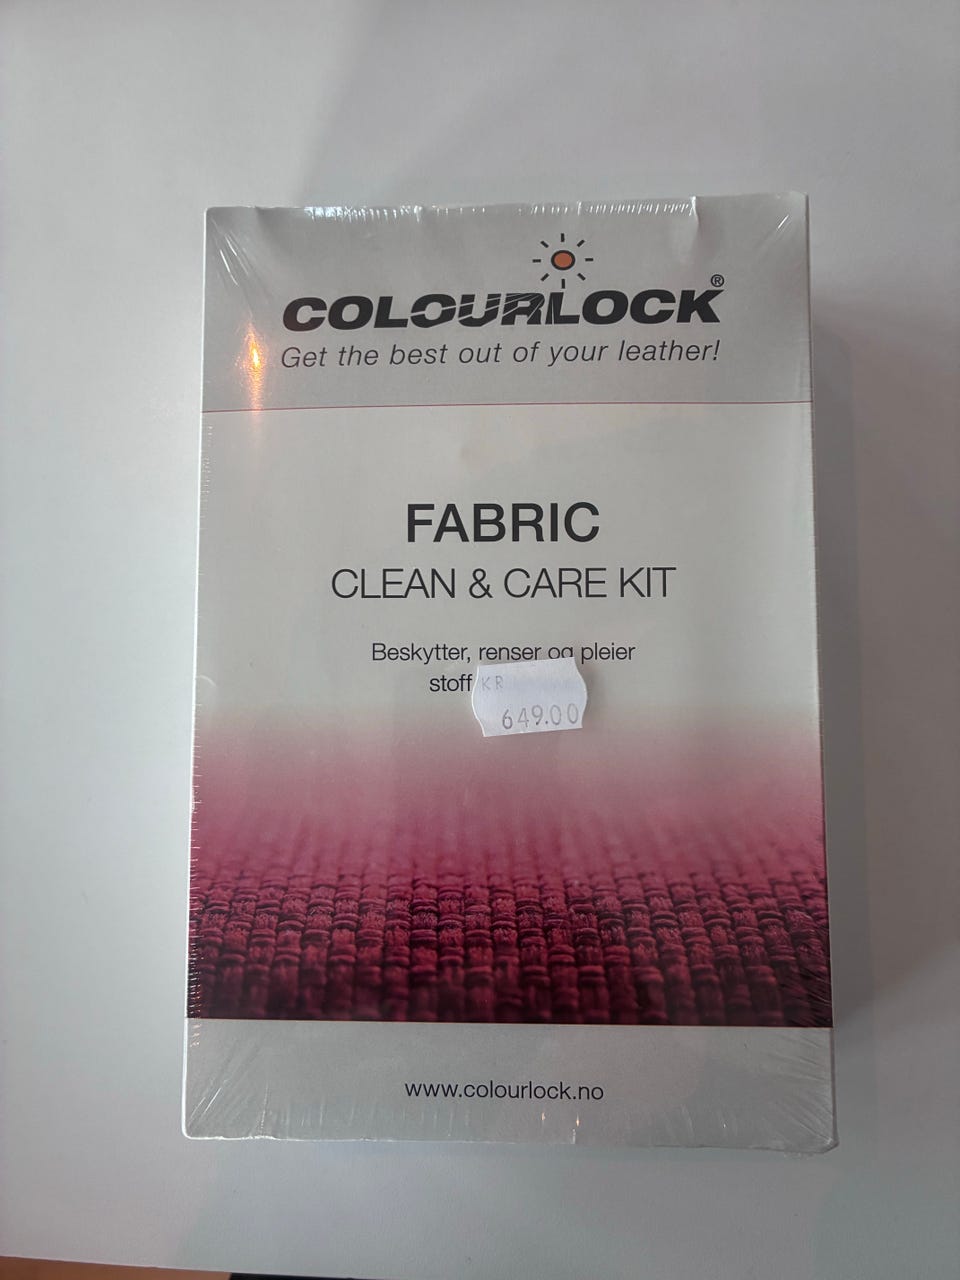 COLOURLOCK®
Get the best out of your leather!
FABRIC
CLEAN & CARE KIT
Beskytter, renser og pleier
stoff
KR
649.00
www.colourlock.no